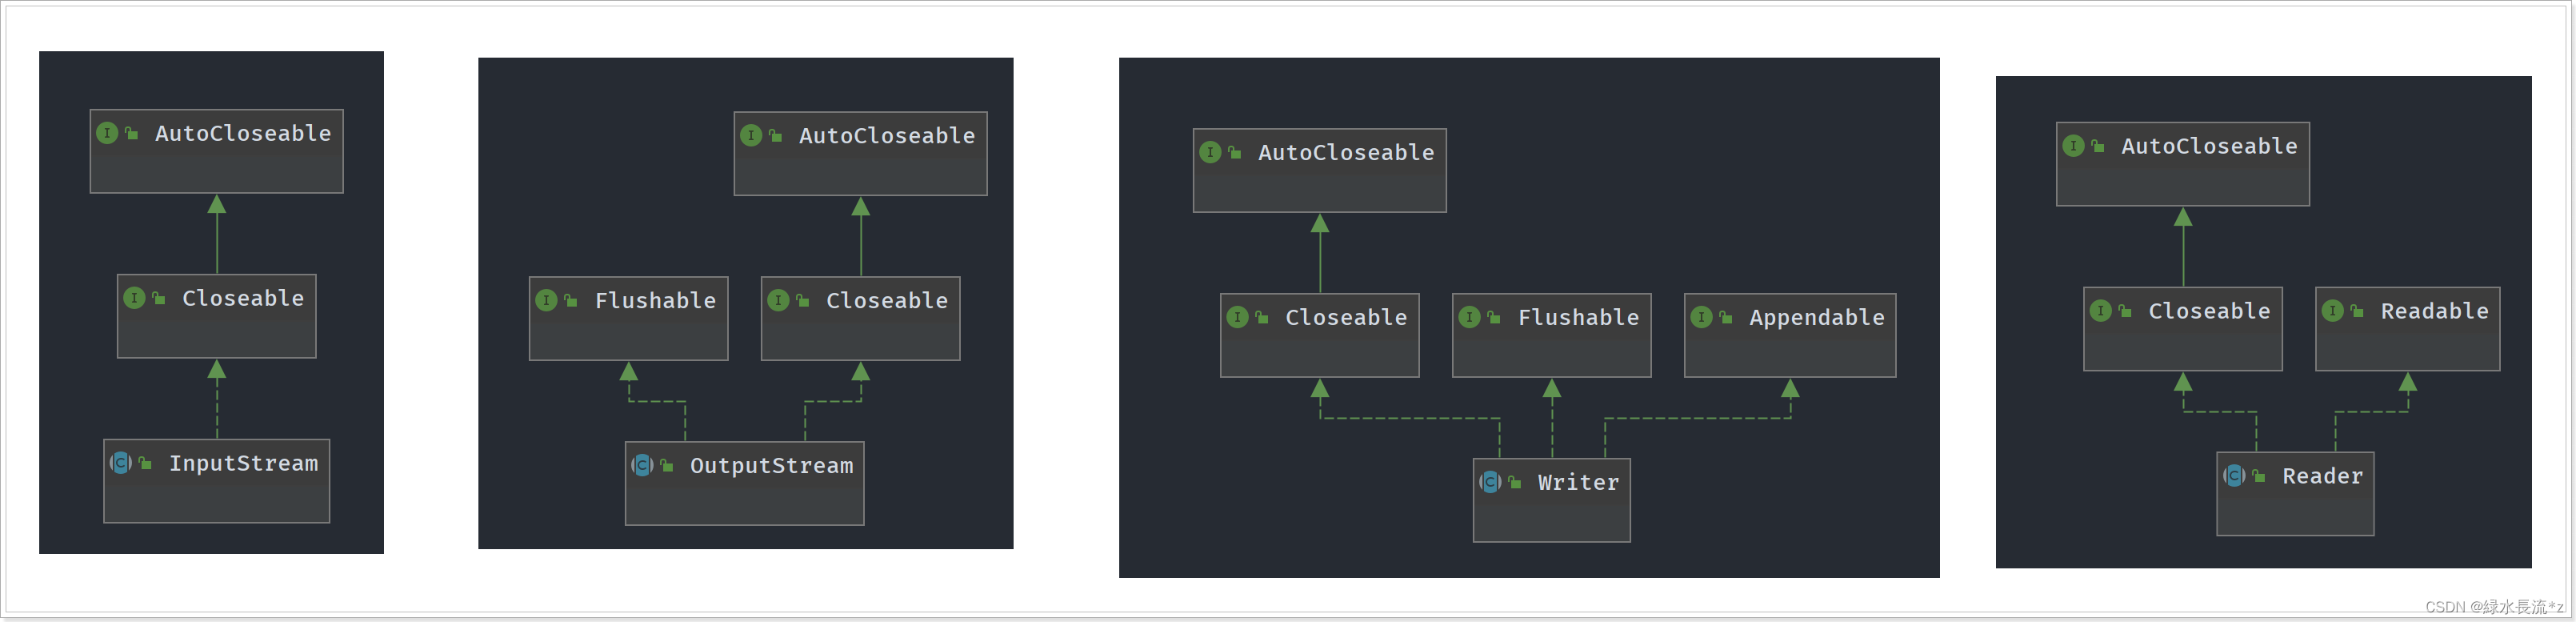 AutoCloseable
Closeable
InputStream
AutoCloseable
Flushable
Closeable
OutputStream
AutoCloseable
Closeable
Flushable
Appendable
Writer
AutoCloseable
Closeable
Readable
Reader
CSDN @緑水長流*z